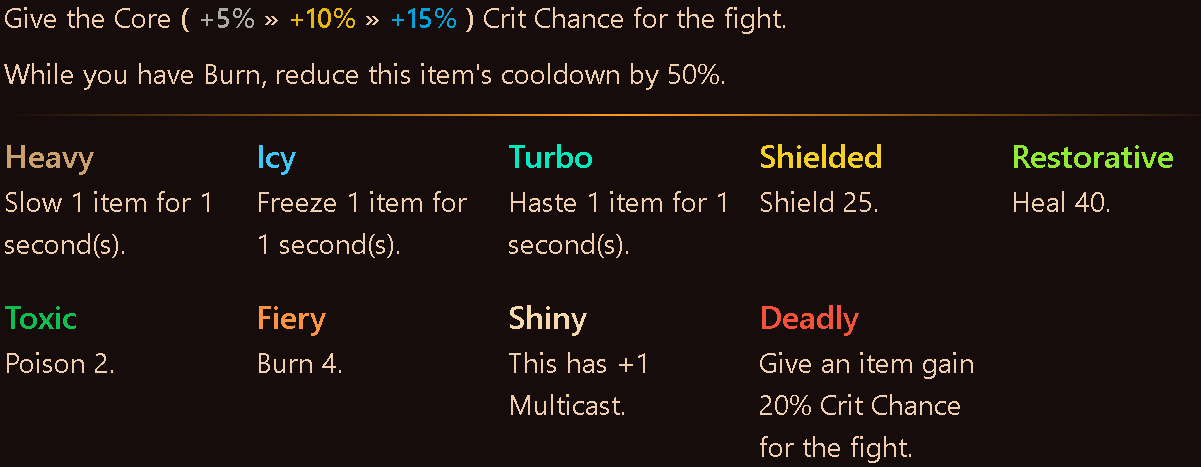 Give the Core ( +5% » +10% » +15% ) Crit Chance for the fight.
While you have Burn, reduce this item's cooldown by 50%.
Heavy
Slow 1 item for 1
second(s).
Icy
Freeze 1 item for
1 second(s).
Turbo
Haste 1 item for 1
second(s).
Shielded
Shield 25.
Restorative
Heal 40.
Toxic
Poison 2.
Fiery
Burn 4.
Shiny
This has +1
Multicast.
Deadly
Give an item gain
20% Crit Chance
for the fight.